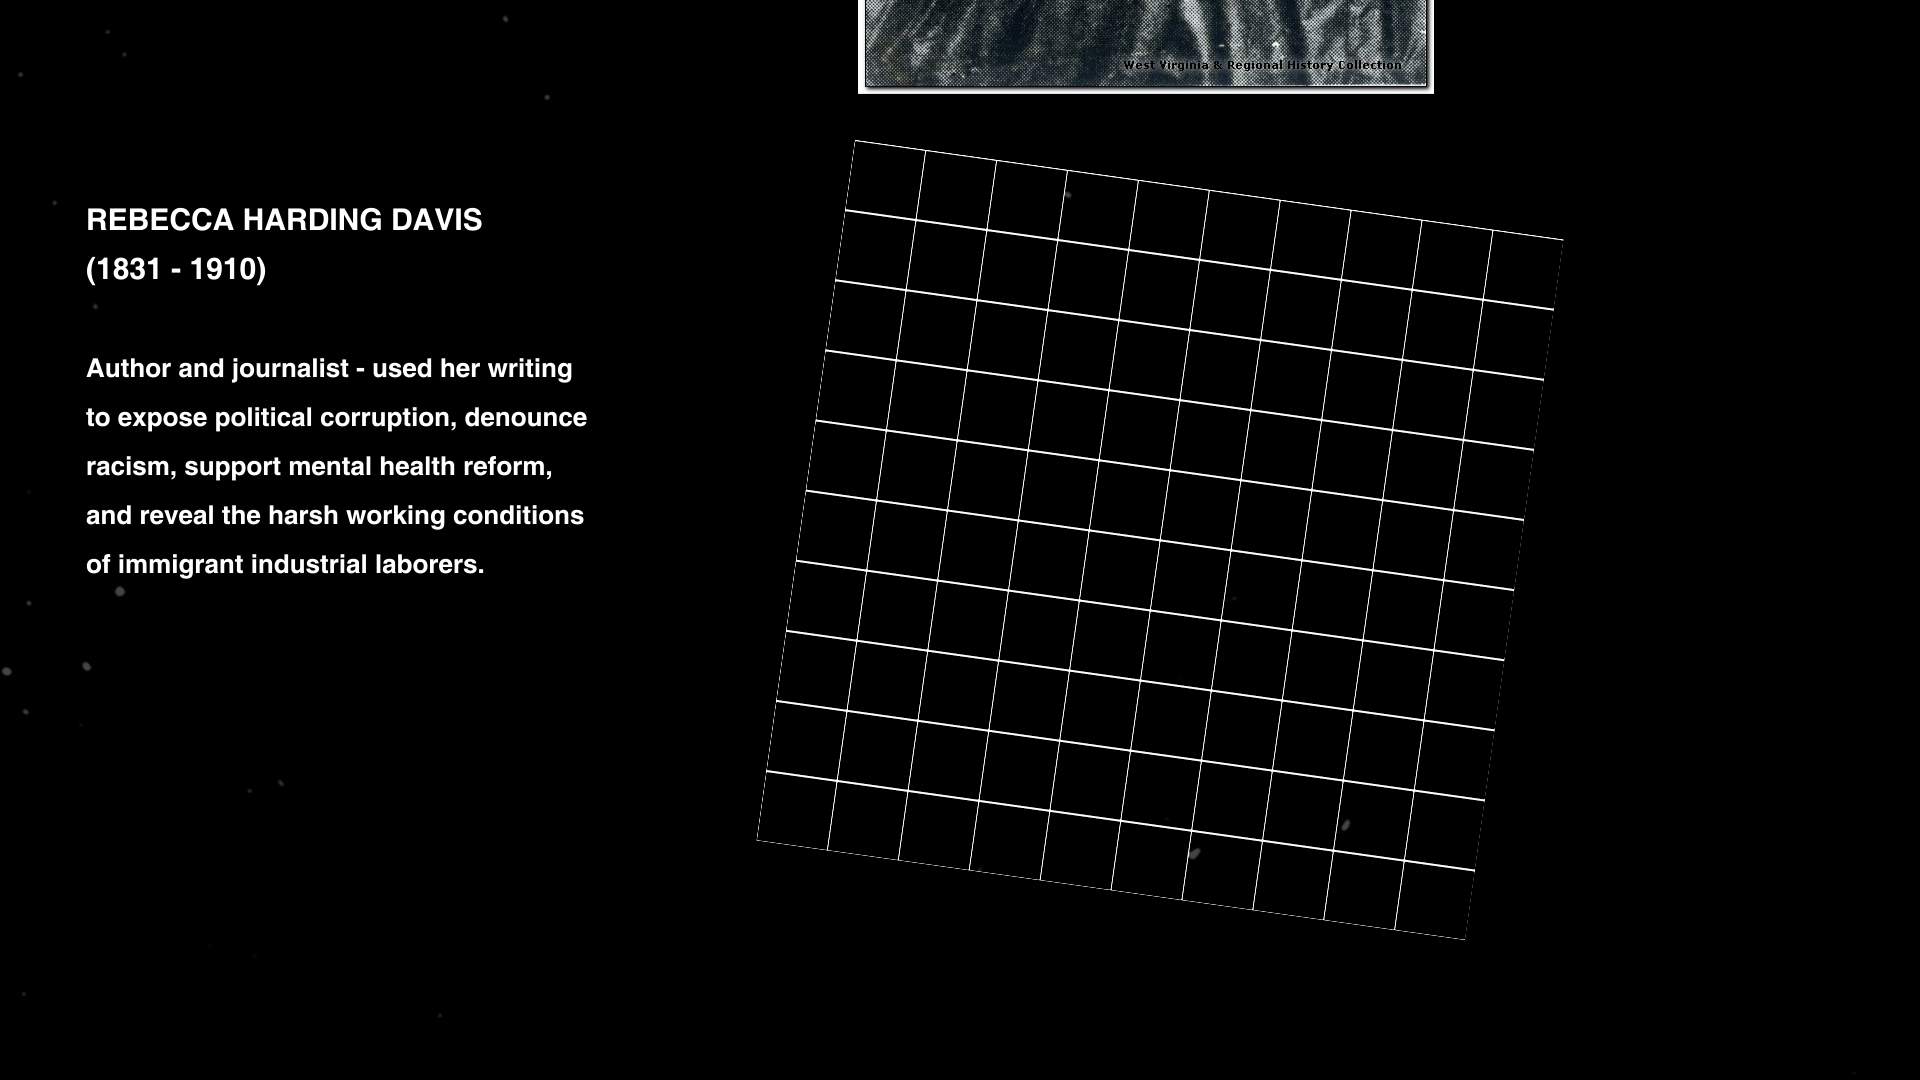 West Virginia & Regional History Collection
REBECCA HARDING DAVIS
(1831 - 1910)
Author and journalist - used her writing
to expose political corruption, denounce
racism, support mental health reform,
and reveal the harsh working conditions
of immigrant industrial laborers.